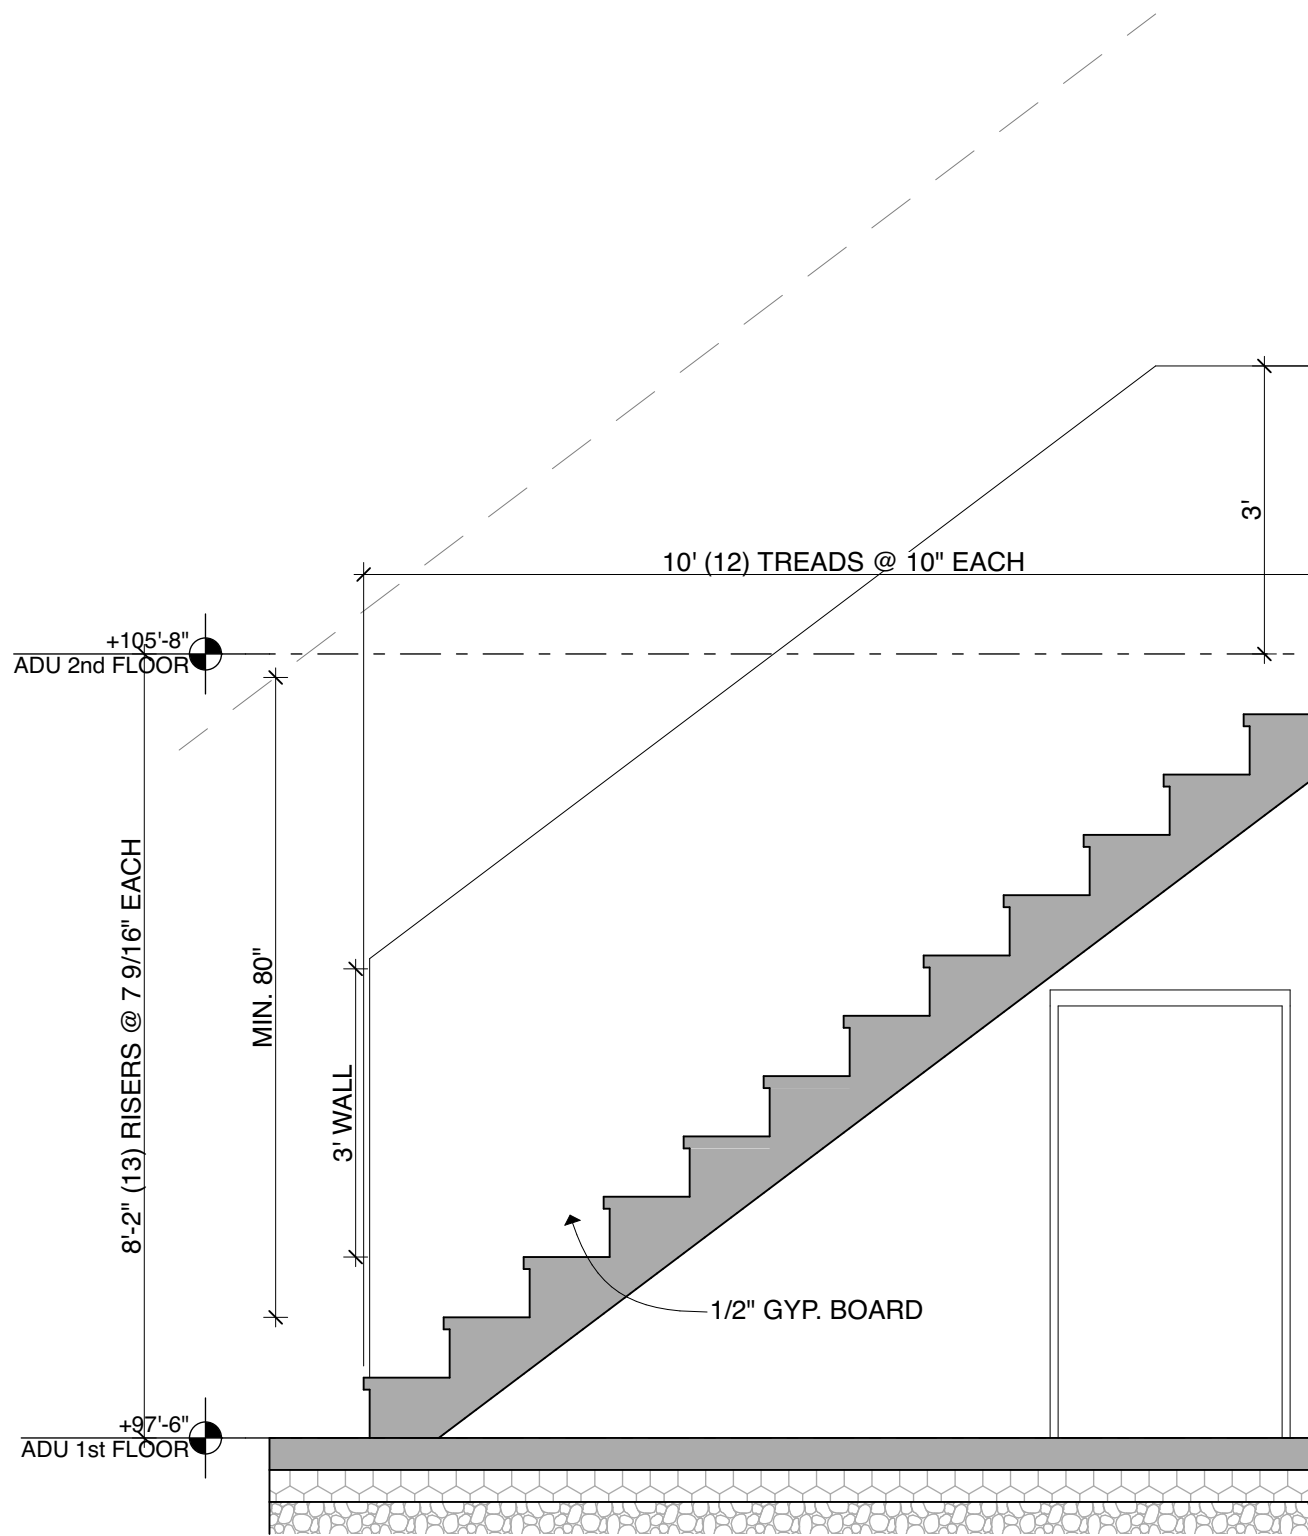 3'
10' (12) TREADS @ 10" EACH
+105'-8"
ADU 2nd FLOOR
8'-2" (13) RISERS @ 7 9/16" EACH
MIN. 80"
3' WALL
1/2" GYP. BOARD
+97'-6"
ADU 1st FLOOR